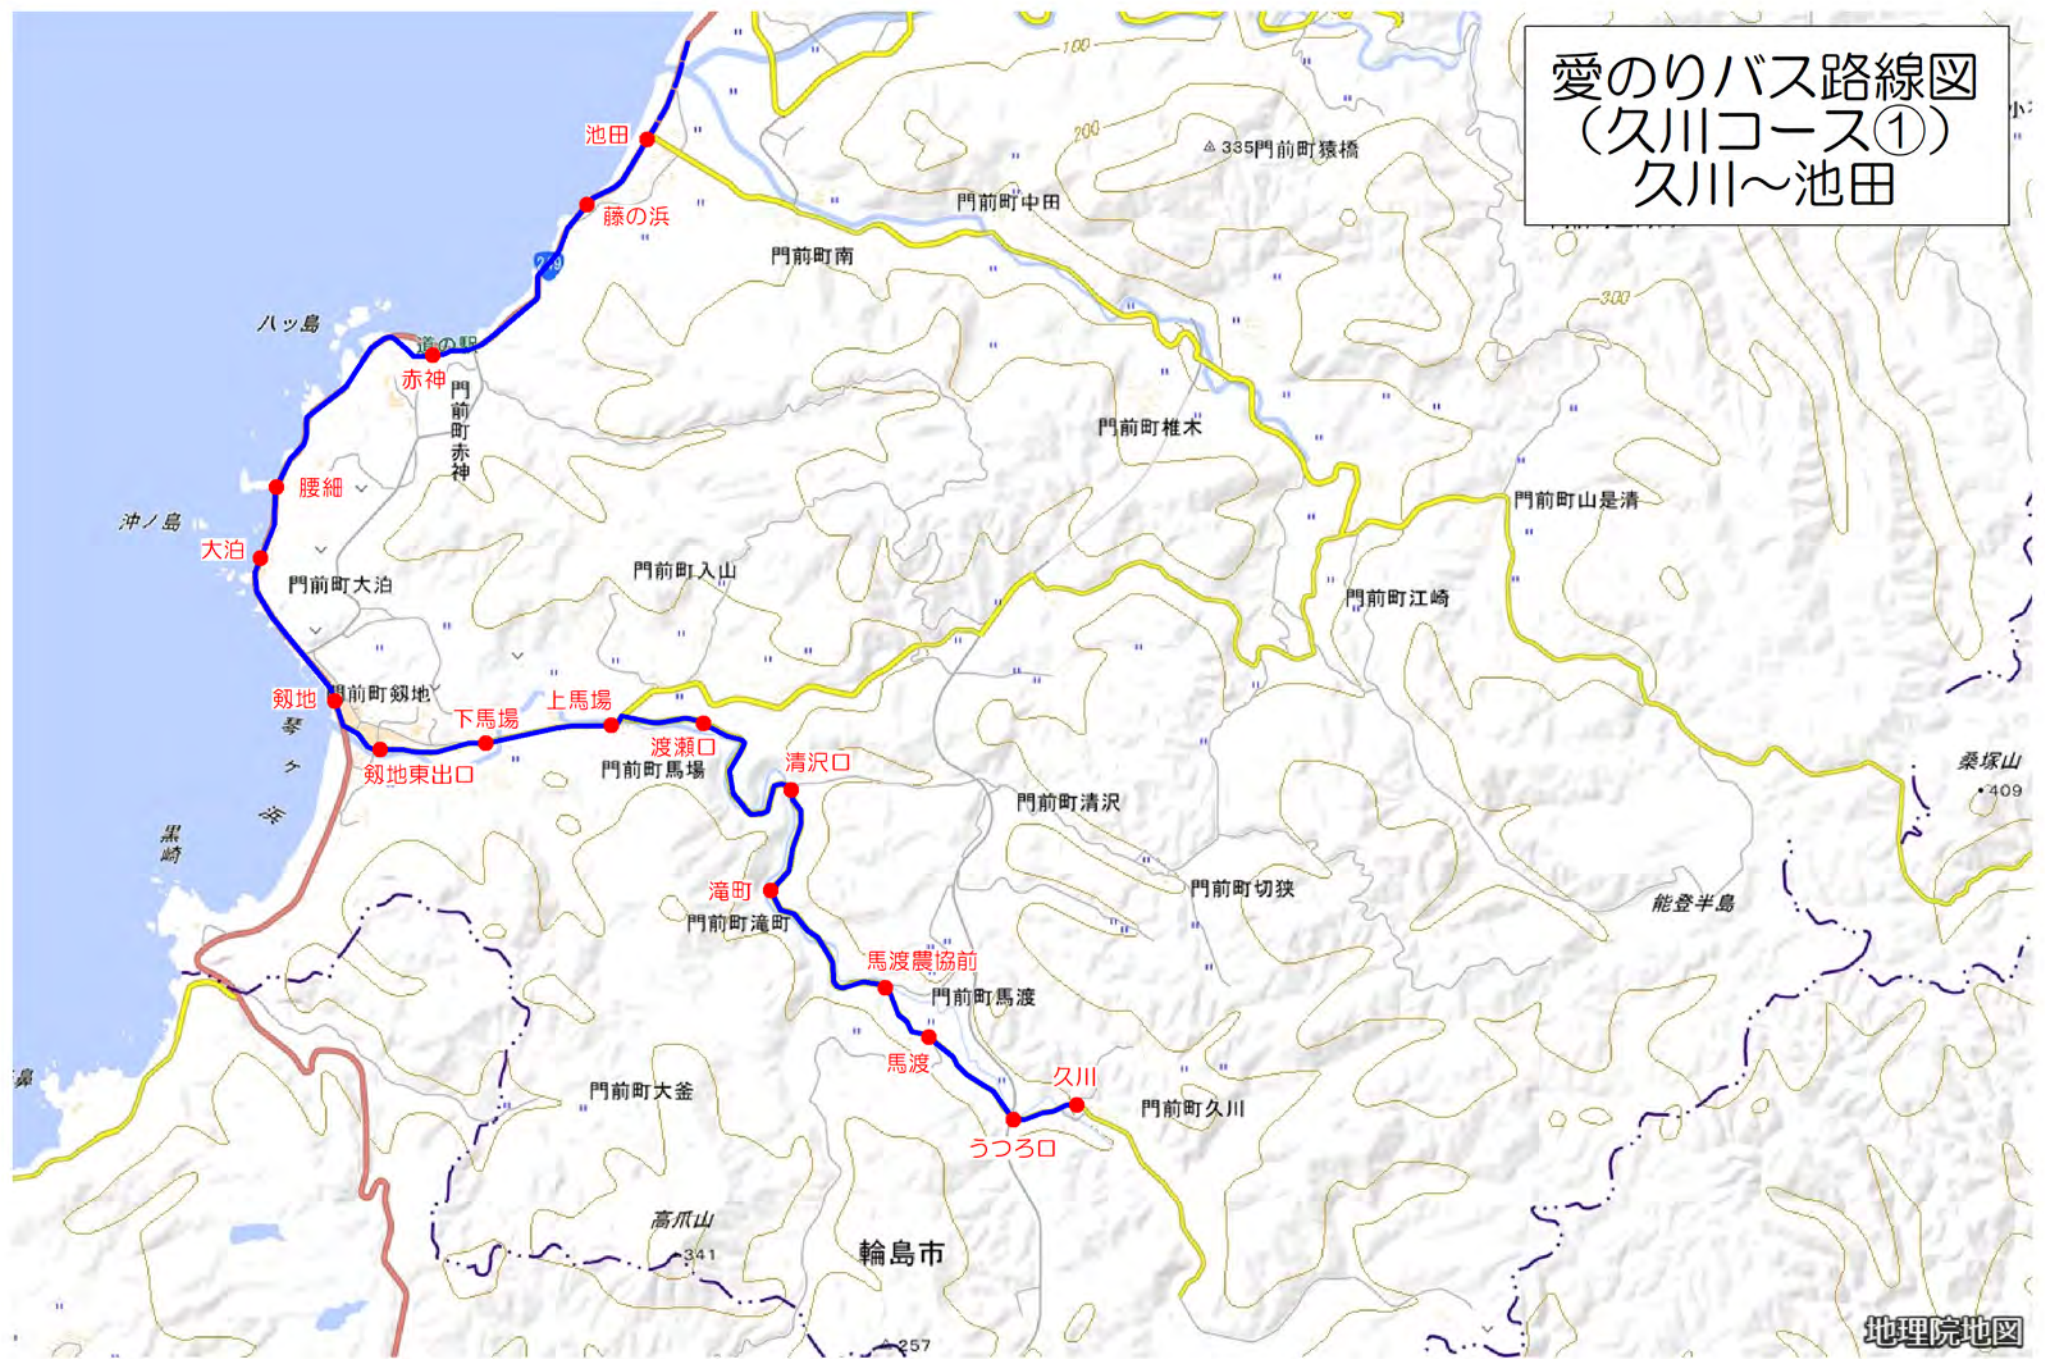 愛のりバス路線図
（久川コース①）
久川～池田
100
200
335
門前町猿橋
池田
藤の浜
門前町中田
門前町南
300
八ッ島
道の駅
赤神
門前町赤神
門前町椎木
腰細
沖ノ島
大泊
門前町大泊
門前町入山
門前町山是清
門前町江崎
剱地
門前町剱地
琴ヶ浜
下馬場
上馬場
渡瀬口
剱地東出口
門前町馬場
清沢口
門前町清沢
桑塚山
409
黒崎
滝町
門前町滝町
門前町切狭
能登半島
馬渡農協前
門前町馬渡
馬渡
久川
鼻
門前町大釜
門前町久川
うつろ口
高爪山
341
輪島市
257
地理院地図